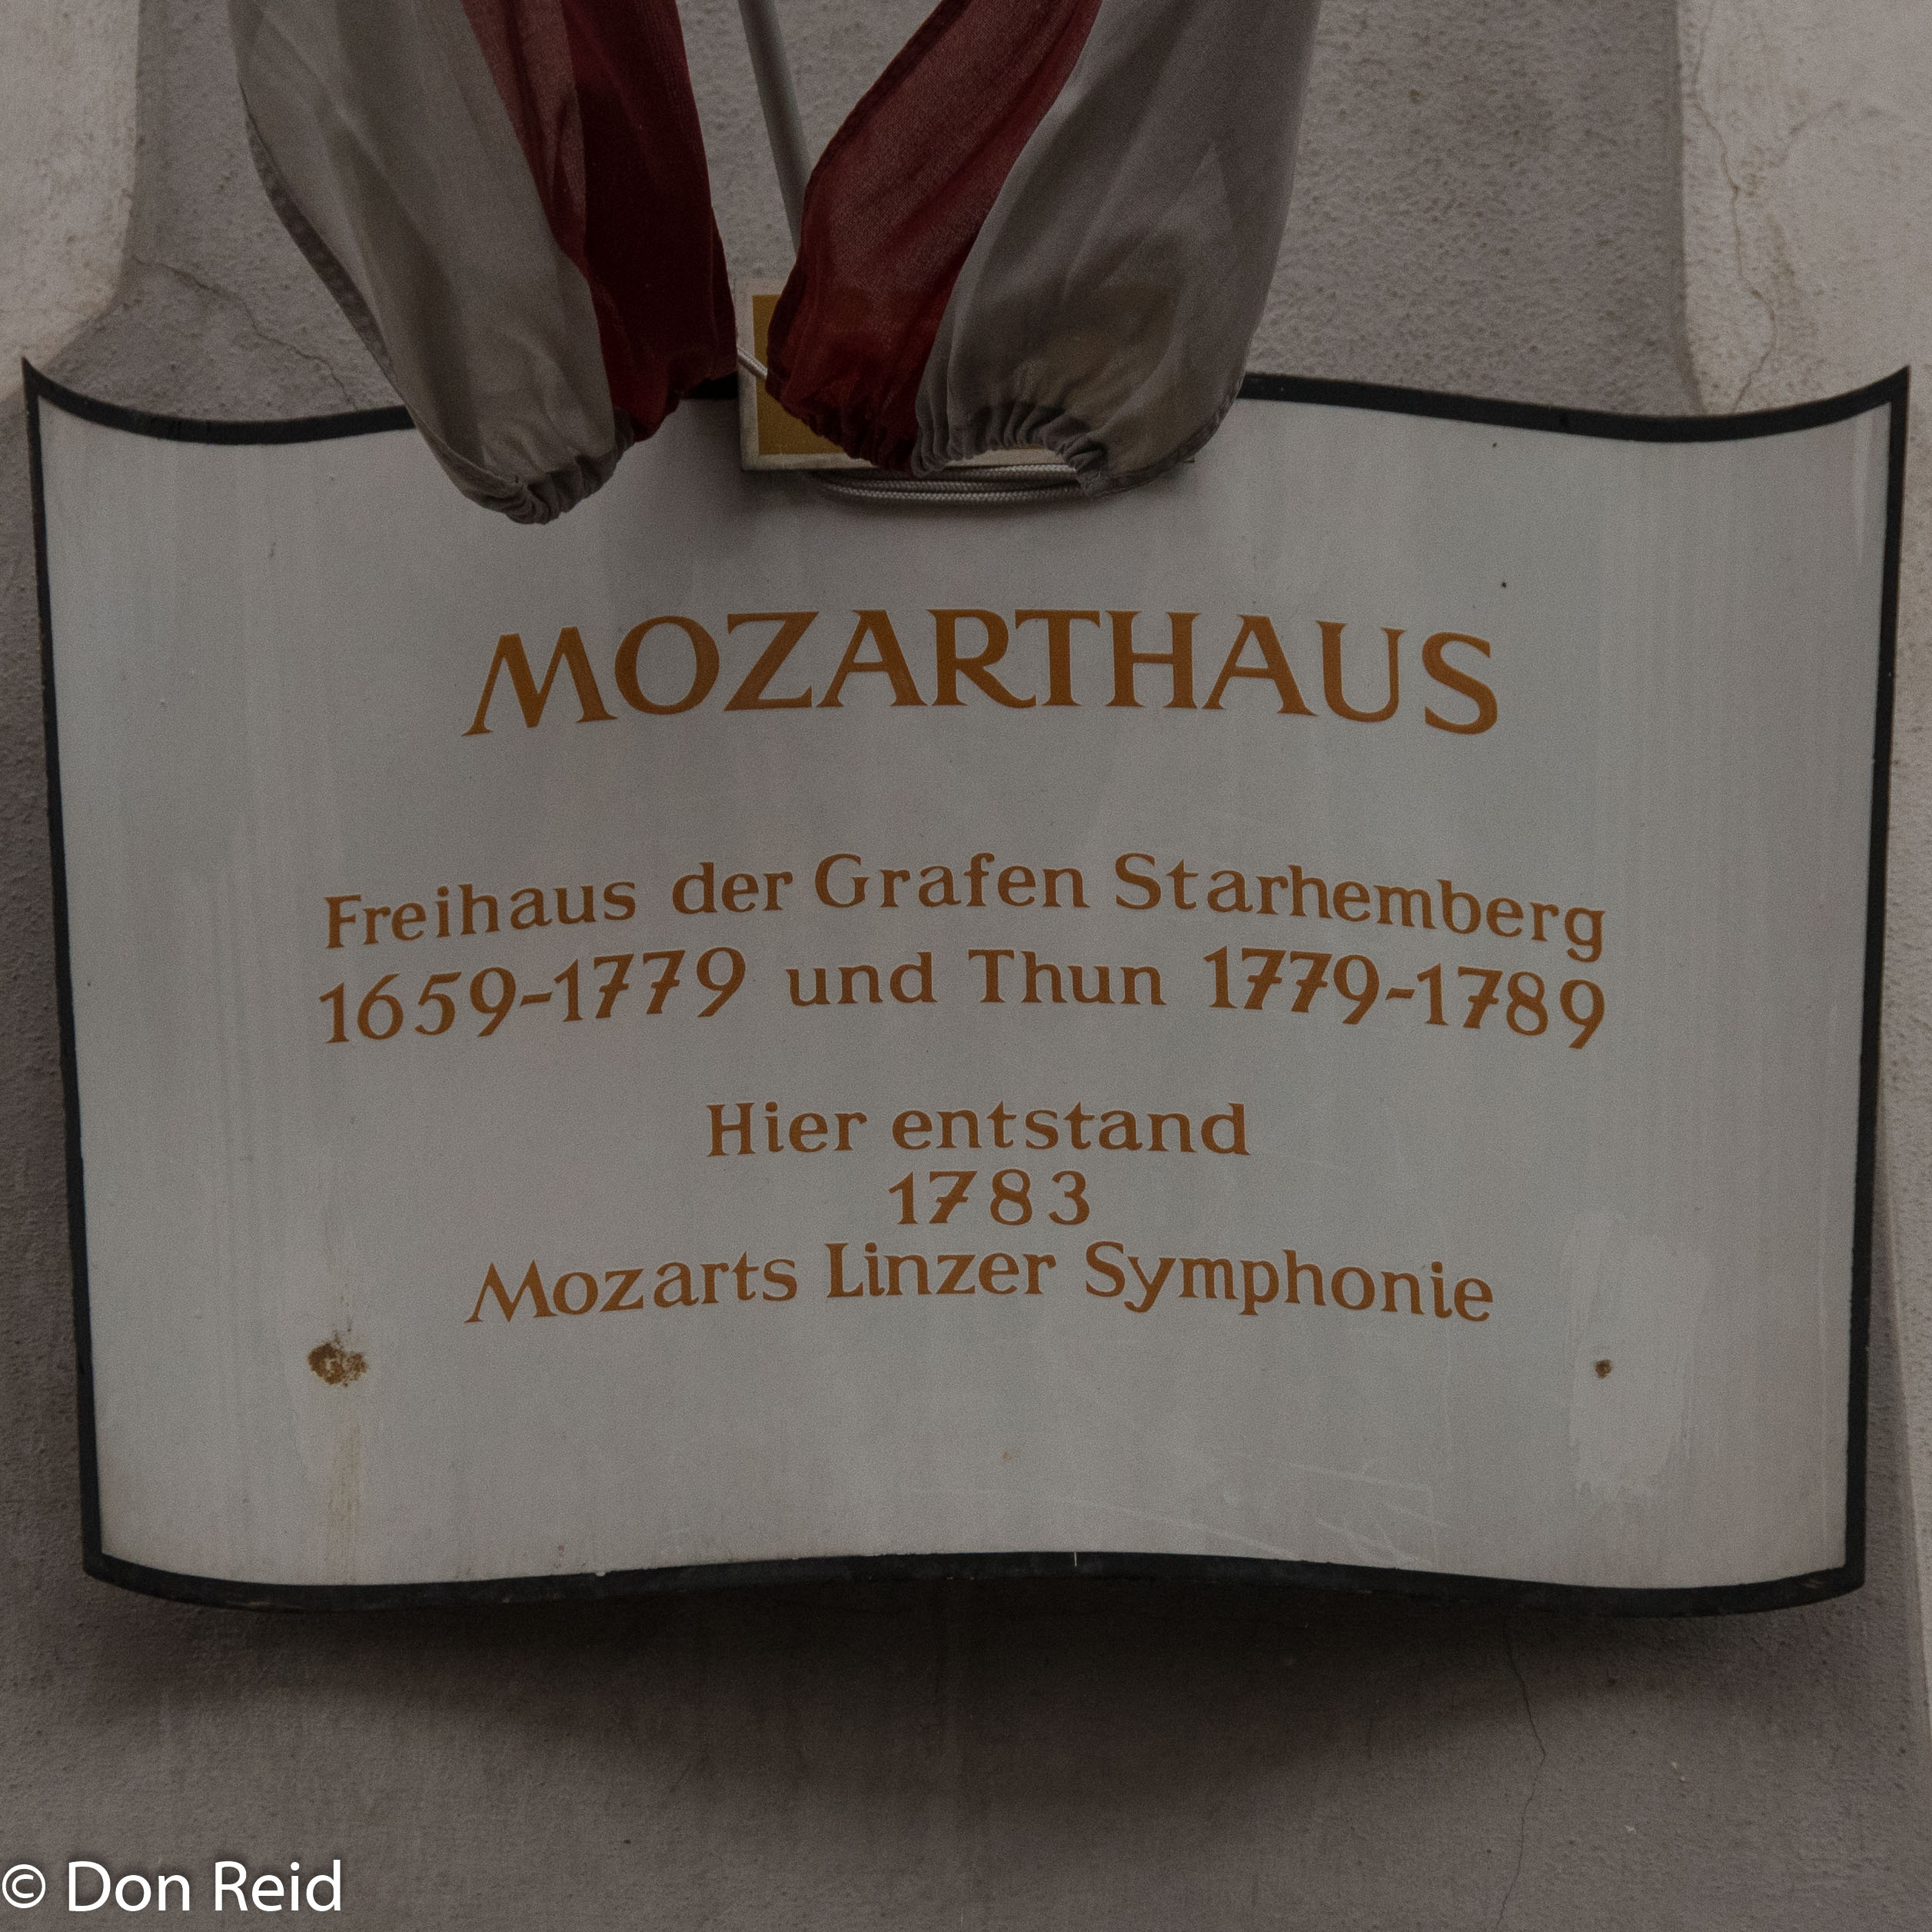 MOZARTHAUS
Freihaus der Grafen Starhemberg
1659-1779 und Thun 1779-1789
Hier entstand
1783
Mozarts Linzer Symphonie
© Don Reid